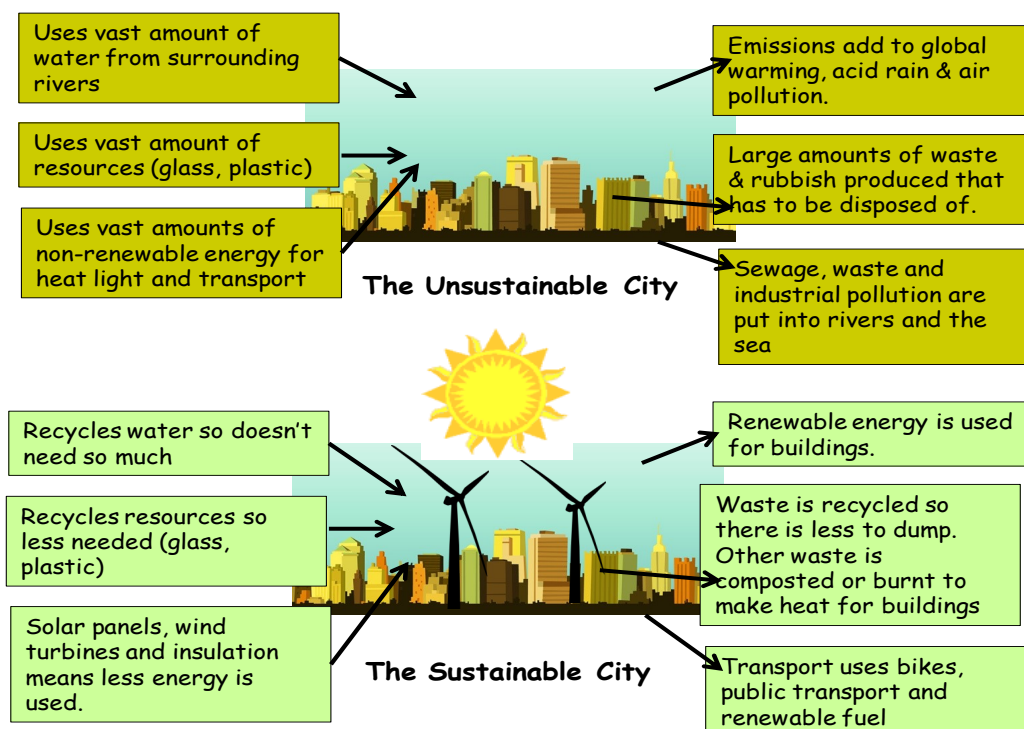 Uses vast amount of
water from surrounding
rivers
Uses vast amount of
resources (glass, plastic)
Uses vast amounts of
non-renewable energy for
heat light and transport
Emissions add to global
warming, acid rain & air
pollution.
Large amounts of waste
& rubbish produced that
has to be disposed of.
Sewage, waste and
industrial pollution are
put into rivers and the
sea
The Unsustainable City
Recycles water so doesn't
need so much
Recycles resources so
less needed (glass,
plastic)
Solar panels, wind
turbines and insulation
means less energy is
used.
Renewable energy is used
for buildings.
Waste is recycled so
there is less to dump.
Other waste is
composted or burnt to
make heat for buildings
Transport uses bikes,
public transport and
renewable fuel
The Sustainable City